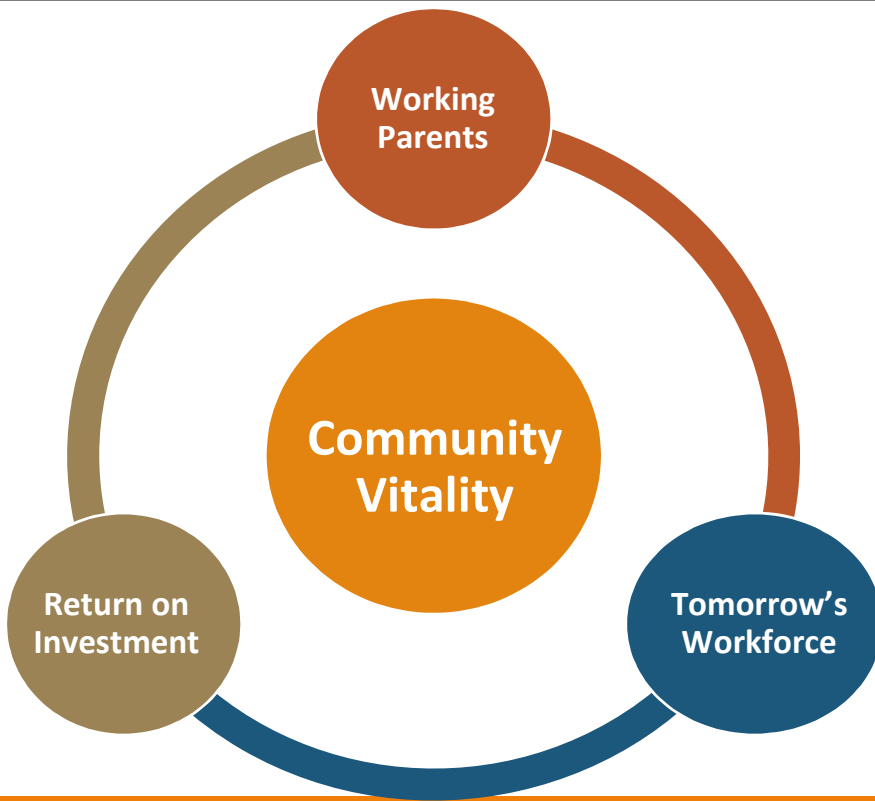 Working
Parents
Community
Vitality
Return on
Investment
Tomorrow’s
Workforce